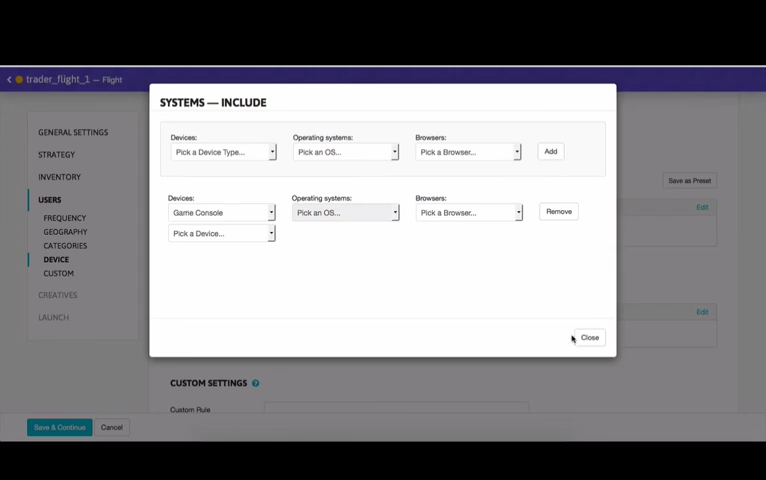 trader_flight_1 — Flight
SYSTEMS — INCLUDE
Devices: Operating systems: Browsers:
Pick a Device Type... Pick an OS... Pick a Browser... Add
Devices: Operating systems: Browsers:
Game Console Pick an OS... Pick a Browser... Remove
Pick a Device...
Close
GENERAL SETTINGS
STRATEGY
INVENTORY
USERS
FREQUENCY
GEOGRAPHY
CATEGORIES
DEVICE
CUSTOM
CREATIVES
LAUNCH
Save as Preset
Edit
Edit
CUSTOM SETTINGS ?
Custom Rule
Save & Continue Cancel